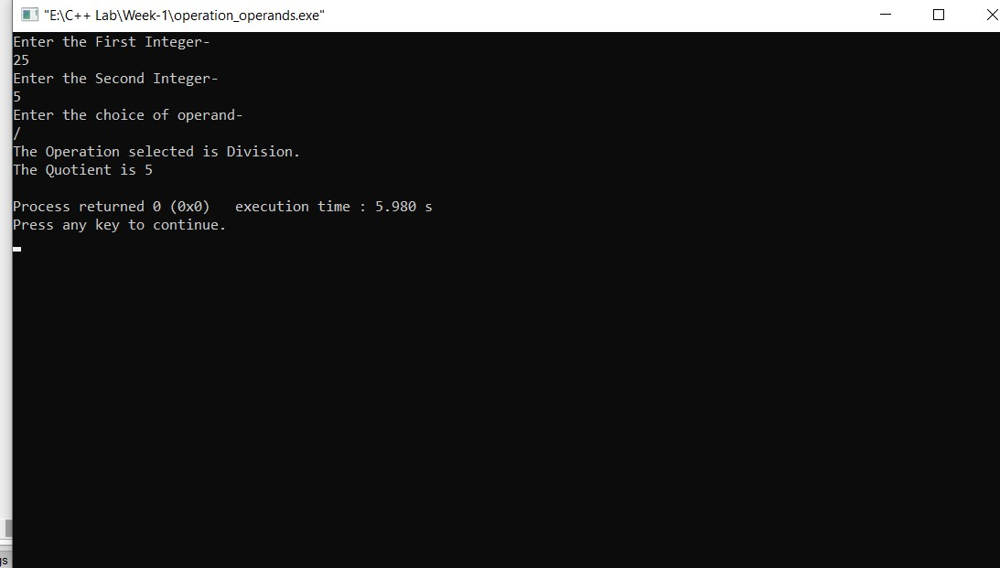 "E:\C++ Lab\Week-1\operation_operands.exe"
Enter the First Integer-
25
Enter the Second Integer-
5
Enter the choice of operand-
/
The Operation selected is Division.
The Quotient is 5
Process returned 0 (0x0)   execution time : 5.980 s
Press any key to continue.
gs